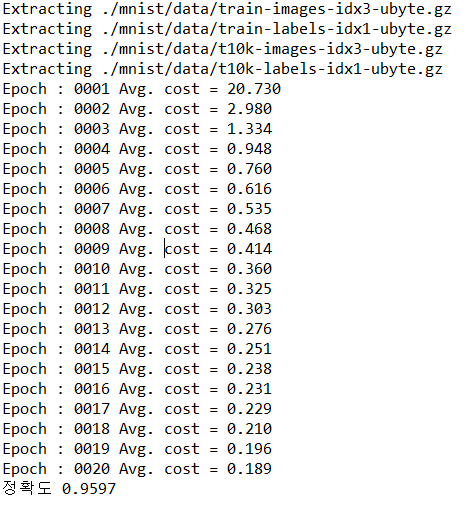 Extracting ./mnist/data/train-images-idx3-ubyte.gz
Extracting ./mnist/data/train-labels-idx1-ubyte.gz
Extracting ./mnist/data/t10k-images-idx3-ubyte.gz
Extracting ./mnist/data/t10k-labels-idx1-ubyte.gz
Epoch : 0001 Avg. cost = 20.730
Epoch : 0002 Avg. cost = 2.980
Epoch : 0003 Avg. cost = 1.334
Epoch : 0004 Avg. cost = 0.948
Epoch : 0005 Avg. cost = 0.760
Epoch : 0006 Avg. cost = 0.616
Epoch : 0007 Avg. cost = 0.535
Epoch : 0008 Avg. cost = 0.468
Epoch : 0009 Avg. cost = 0.414
Epoch : 0010 Avg. cost = 0.360
Epoch : 0011 Avg. cost = 0.325
Epoch : 0012 Avg. cost = 0.303
Epoch : 0013 Avg. cost = 0.276
Epoch : 0014 Avg. cost = 0.251
Epoch : 0015 Avg. cost = 0.238
Epoch : 0016 Avg. cost = 0.231
Epoch : 0017 Avg. cost = 0.229
Epoch : 0018 Avg. cost = 0.210
Epoch : 0019 Avg. cost = 0.196
Epoch : 0020 Avg. cost = 0.189
정확도 0.9597